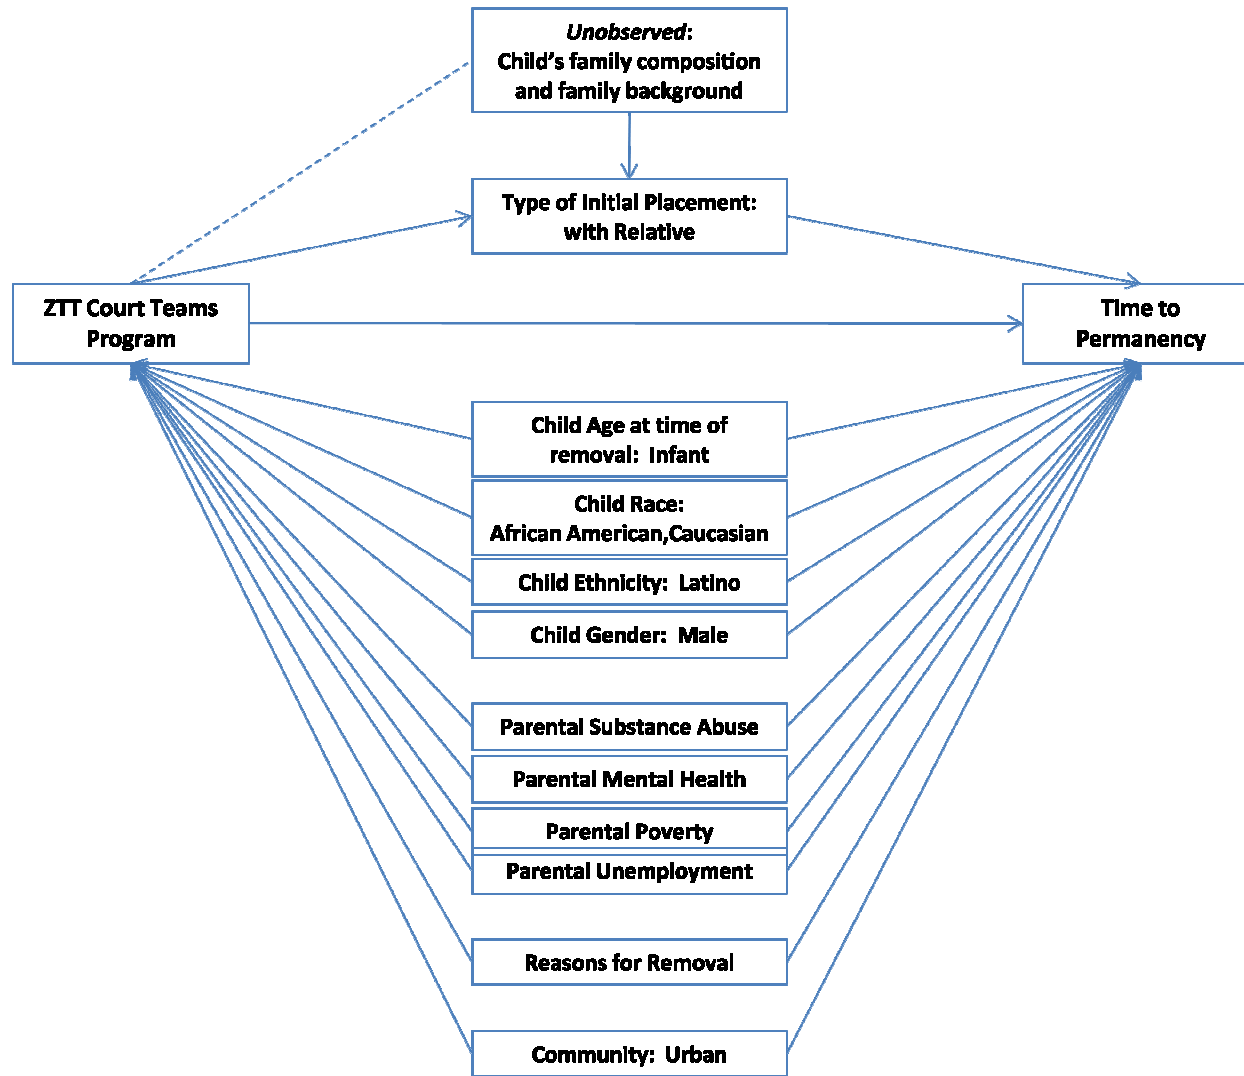 Unobserved:
Child’s family composition
and family background
Type of Initial Placement:
with Relative
ZTT Court Teams
Program
Time to
Permanency
Child Age at time of
removal:  Infant
Child Race:
African American,Caucasian
Child Ethnicity:  Latino
Child Gender:  Male
Parental Substance Abuse
Parental Mental Health
Parental Poverty
Parental Unemployment
Reasons for Removal
Community:  Urban